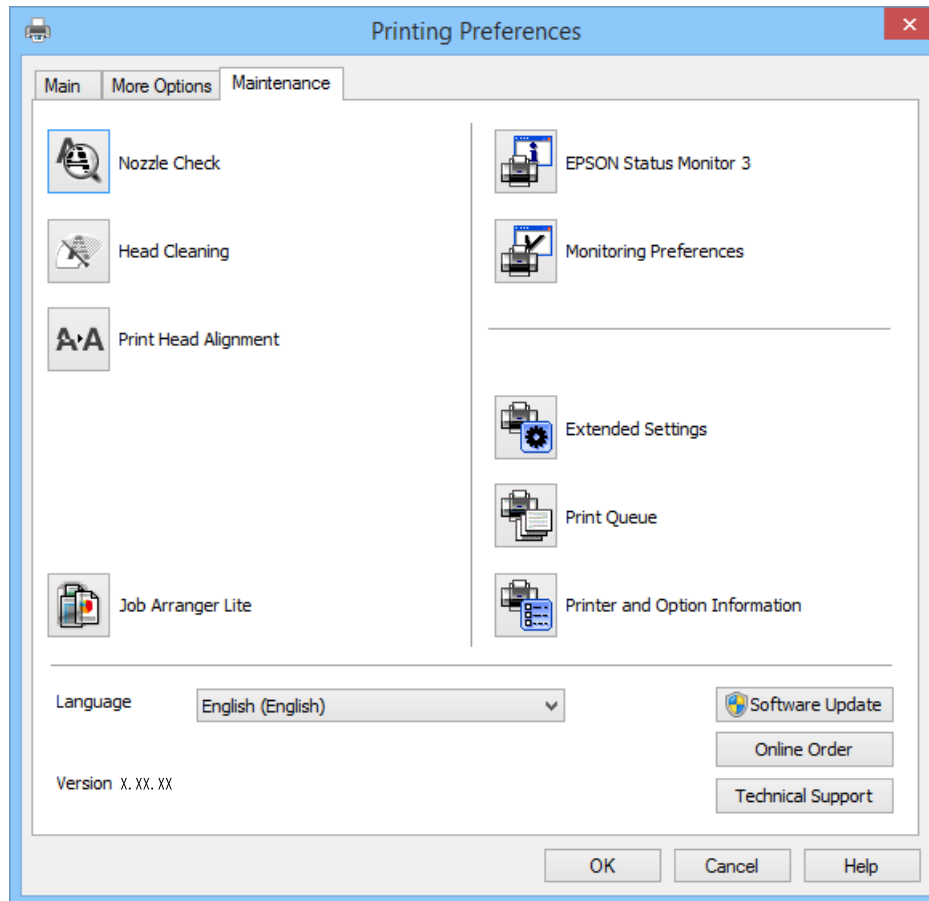 Printing Preferences
Main
More Options
Maintenance
Nozzle Check
Head Cleaning
Print Head Alignment
Job Arranger Lite
EPSON Status Monitor 3
Monitoring Preferences
Extended Settings
Print Queue
Printer and Option Information
Language
English (English)
Software Update
Online Order
Version X.XX.XX
Technical Support
OK
Cancel
Help